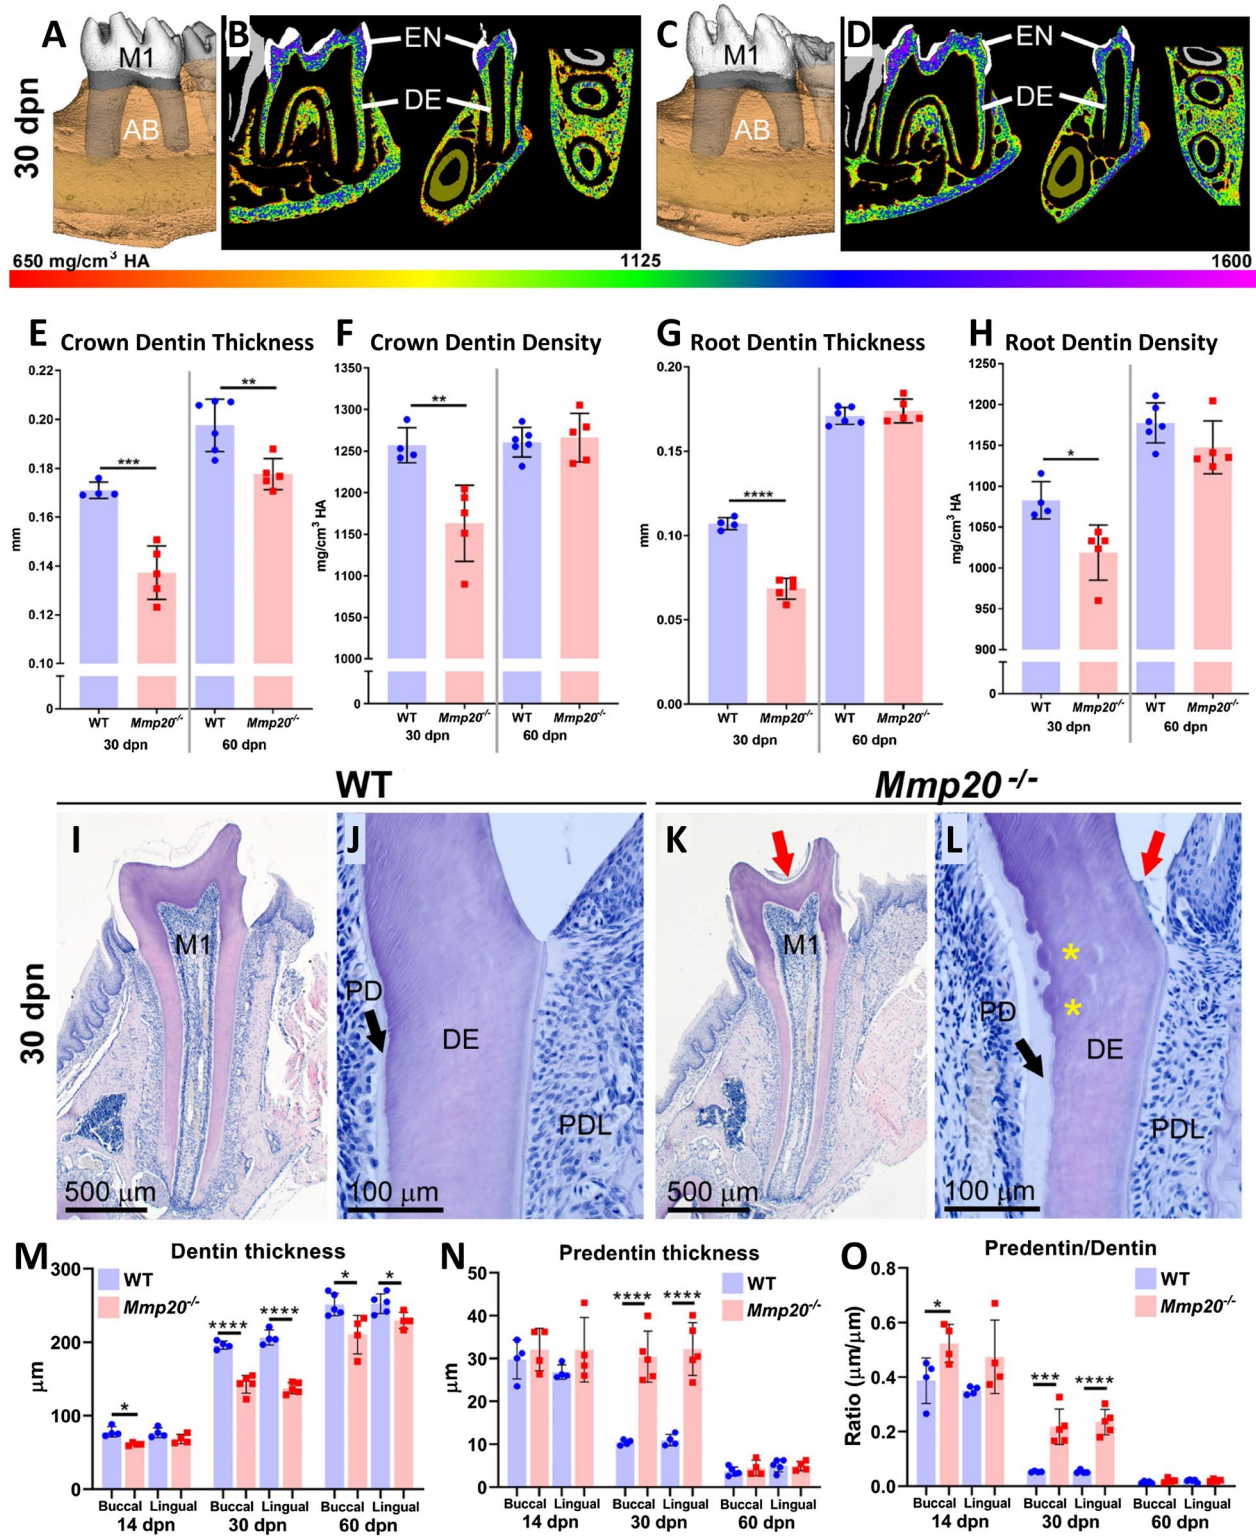 A
M1
AB
B
EN
DE
C
M1
AB
D
30 dpn
650 mg/cm³ HA
1125
1600
E
Crown Dentin Thickness
0.22
0.20
0.18
0.16
0.14
0.12
0.10
0
mm
***
**
WT
Mmp20-/-
WT
Mmp20-/-
30 dpn
60 dpn
F
Crown Dentin Density
1350
1300
1250
1200
1150
1100
1050
1000
0
mg/cm³ HA
**
WT
Mmp20-/-
WT
Mmp20-/-
30 dpn
60 dpn
G
Root Dentin Thickness
0.20
0.15
0.10
0.05
0.00
mm
****
WT
Mmp20-/-
WT
Mmp20-/-
30 dpn
60 dpn
H
Root Dentin Density
1250
1200
1150
1100
1050
1000
950
900
0
mg/cm³ HA
*
WT
Mmp20-/-
WT
Mmp20-/-
30 dpn
60 dpn
WT
Mmp20-/-
30 dpn
I
M1
500 µm
J
PD
DE
PDL
100 µm
K
M1
500 µm
L
*
*
PD
DE
PDL
100 µm
M
Dentin thickness
WT
Mmp20-/-
300
200
100
0
µm
*
****
****
*
*
Buccal Lingual Buccal Lingual Buccal Lingual
14 dpn 30 dpn 60 dpn
N
Predentin thickness
WT
Mmp20-/-
50
40
30
20
10
0
µm
****
****
Buccal Lingual Buccal Lingual Buccal Lingual
14 dpn 30 dpn 60 dpn
O
Predentin/Dentin
WT
Mmp20-/-
0.8
0.6
0.4
0.2
0.0
Ratio (µm/µm)
*
***
****
Buccal Lingual Buccal Lingual Buccal Lingual
14 dpn 30 dpn 60 dpn